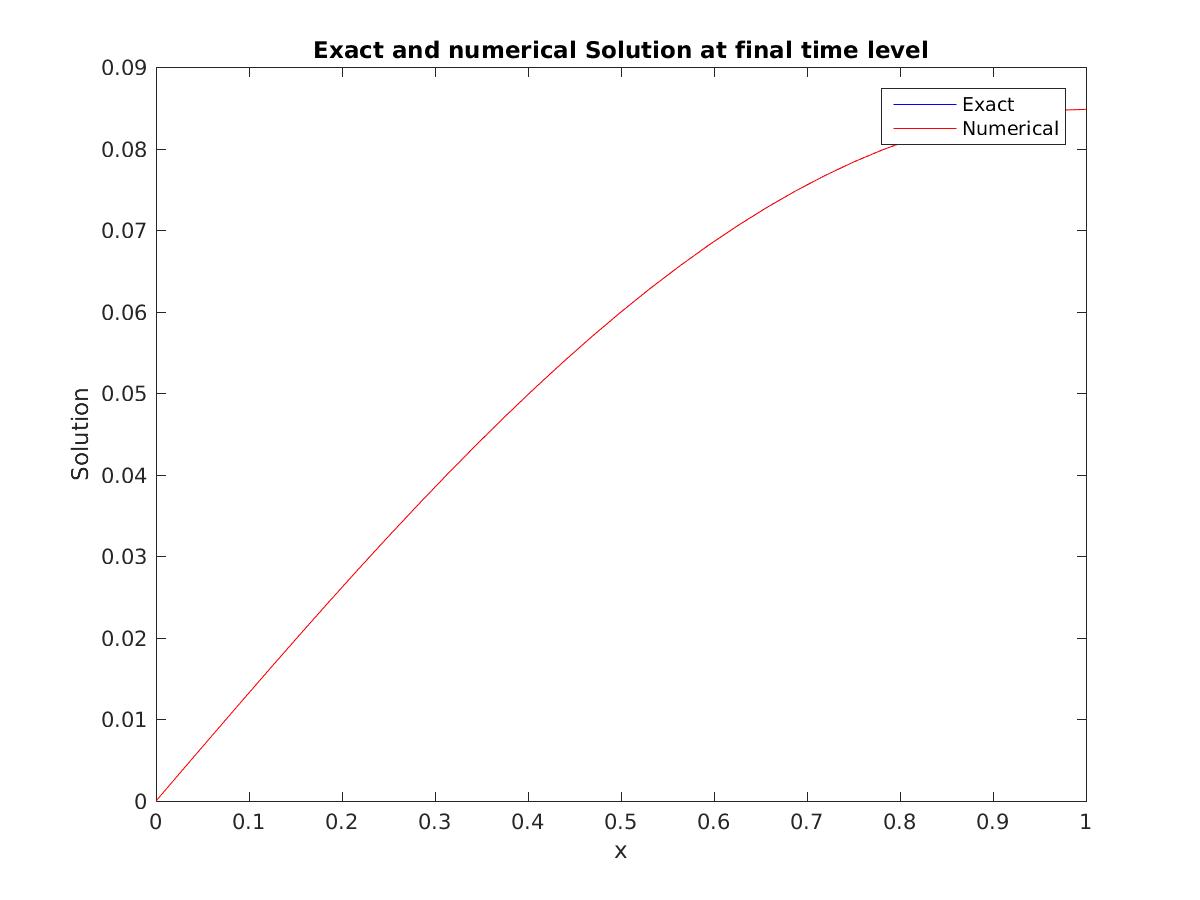 Exact and numerical Solution at final time level
0.09
0.08
0.07
0.06
0.05
0.04
0.03
0.02
0.01
0
Solution
Exact
Numerical
0 0.1 0.2 0.3 0.4 0.5 0.6 0.7 0.8 0.9 1
x